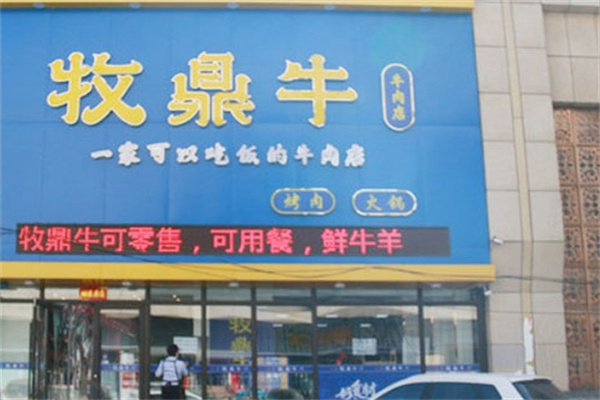 牧鼎牛
牛肉店
一家可以吃饭的牛肉店
烤肉
火锅
牧鼎牛可零售，可用餐，鲜牛羊
牧鼎